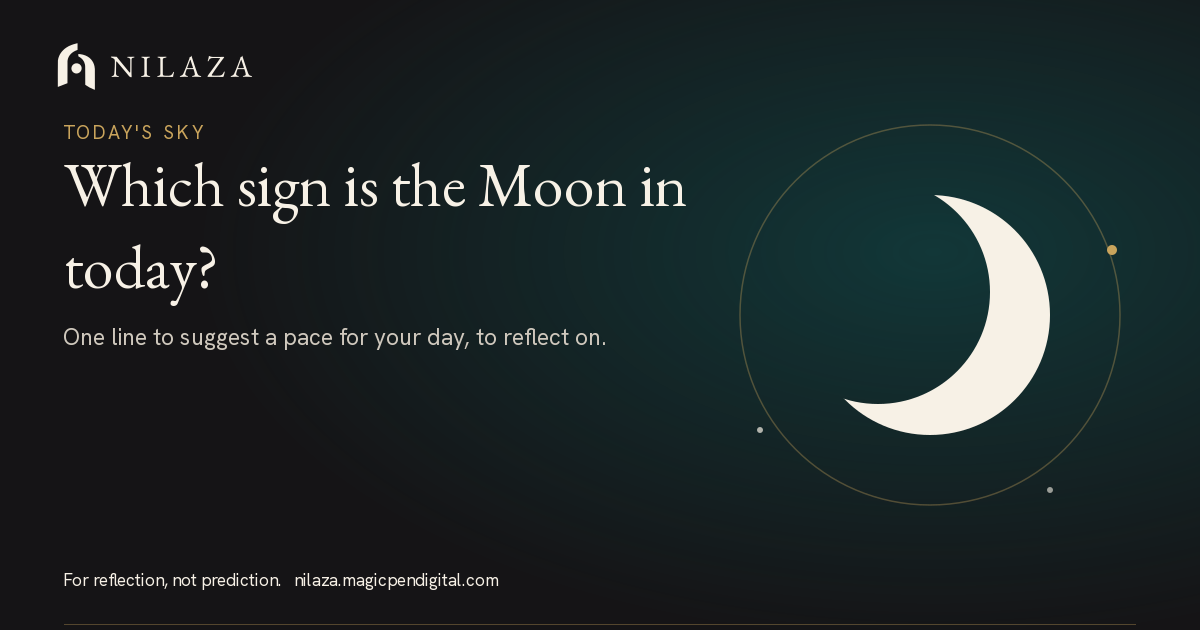 NILAZA
TODAY'S SKY
Which sign is the Moon in
today?
One line to suggest a pace for your day, to reflect on.
For reflection, not prediction. nilaza.magicpendigital.com